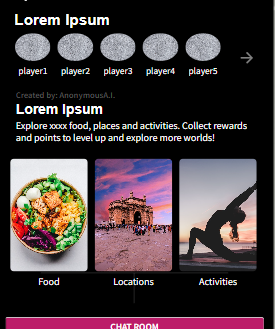 Lorem Ipsum
player1 player2 player3 player4 player5
Created by: AnonymousA.I.
Lorem Ipsum
Explore xxxx food, places and activities. Collect rewards
and points to level up and explore more worlds!
Food Locations Activities
CHAT ROOM